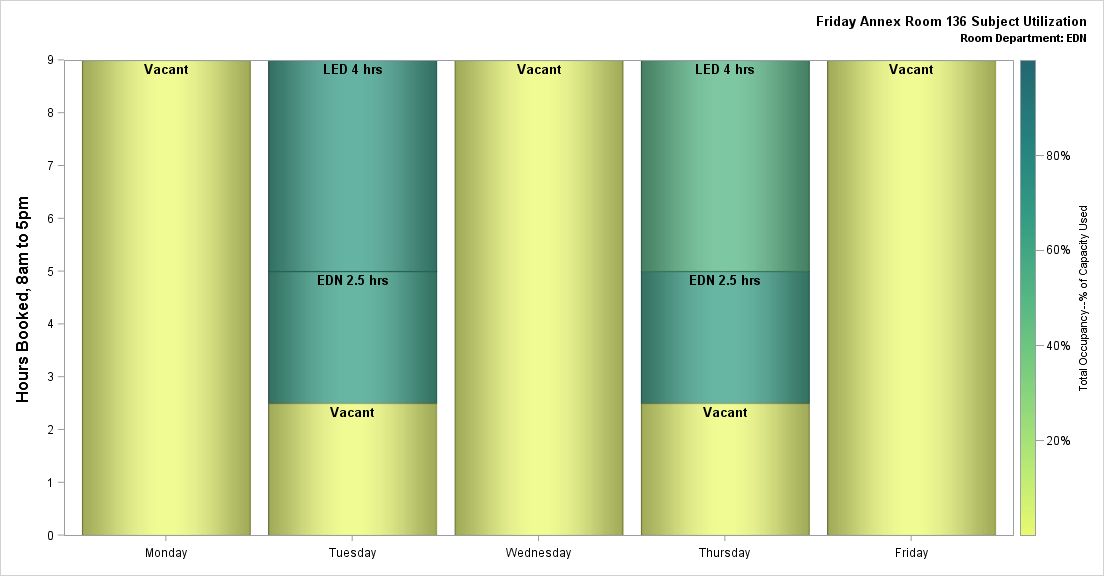 Friday Annex Room 136 Subject Utilization
Room Department: EDN
Hours Booked, 8am to 5pm
9
8
7
6
5
4
3
2
1
0
Vacant
LED 4 hrs
Vacant
LED 4 hrs
Vacant
EDN 2.5 hrs
EDN 2.5 hrs
Vacant
Vacant
Monday
Tuesday
Wednesday
Thursday
Friday
80%
60%
40%
20%
Total Occupancy--% of Capacity Used